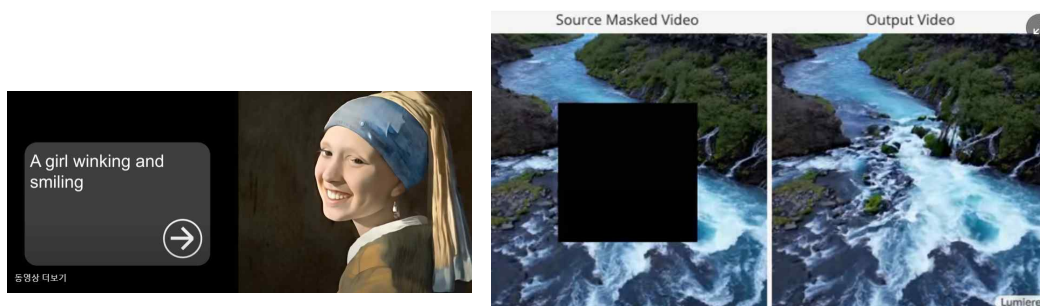 A girl winking and
smiling
동영상 더보기
Source Masked Video
Output Video
Lumiere